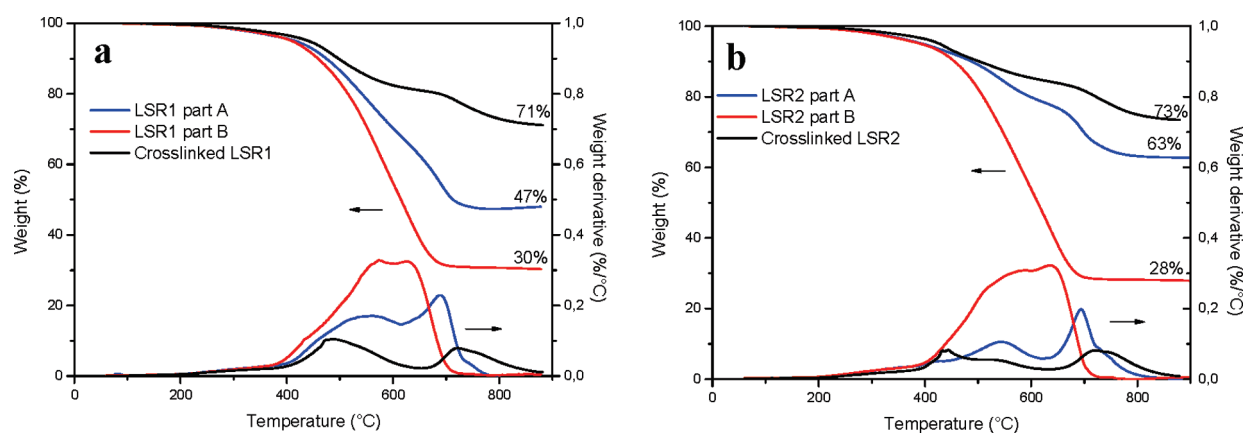 a
100
80
60
40
20
0
Weight (%)
LSR1 part A
LSR1 part B
Crosslinked LSR1
71%
47%
30%
1,0
0,8
0,6
0,4
0,2
0,0
Weight derivative (%/°C)
0
200
400
600
800
Temperature (°C)
b
100
80
60
40
20
0
Weight (%)
LSR2 part A
LSR2 part B
Crosslinked LSR2
73%
63%
28%
1,0
0,8
0,6
0,4
0,2
0,0
Weight derivative (%/°C)
0
200
400
600
800
Temperature (°C)